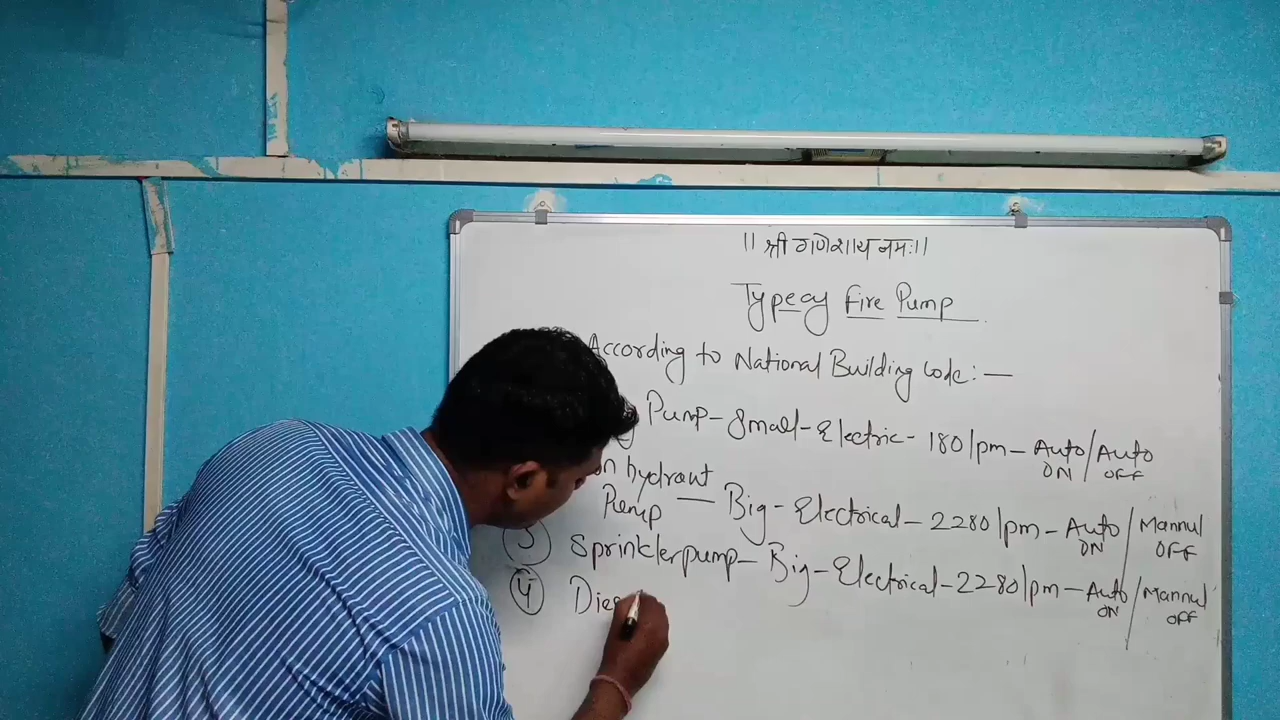 || श्री गणेशाय नमः ||
Type of Fire Pump
According to National Building Code:—
Pump - Small - Electric - 180 lpm - Auto ON / Auto OFF
hydrant Pump — Big - Electrical - 2280 lpm - Auto ON / Mannul OFF
3 Sprinkler pump - Big - Electrical - 2280 lpm - Auto ON / Mannul OFF
4 Dies